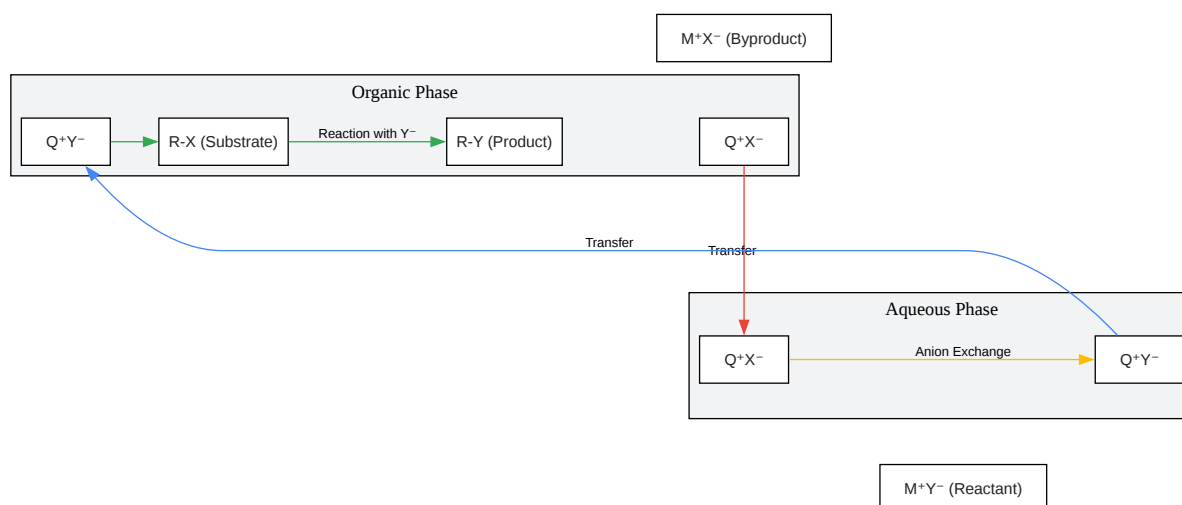 M⁺X⁻ (Byproduct)
Organic Phase
Q⁺Y⁻
R-X (Substrate)
Reaction with Y⁻
R-Y (Product)
Q⁺X⁻
Transfer
Transfer
Aqueous Phase
Q⁺X⁻
Anion Exchange
Q⁺Y⁻
M⁺Y⁻ (Reactant)